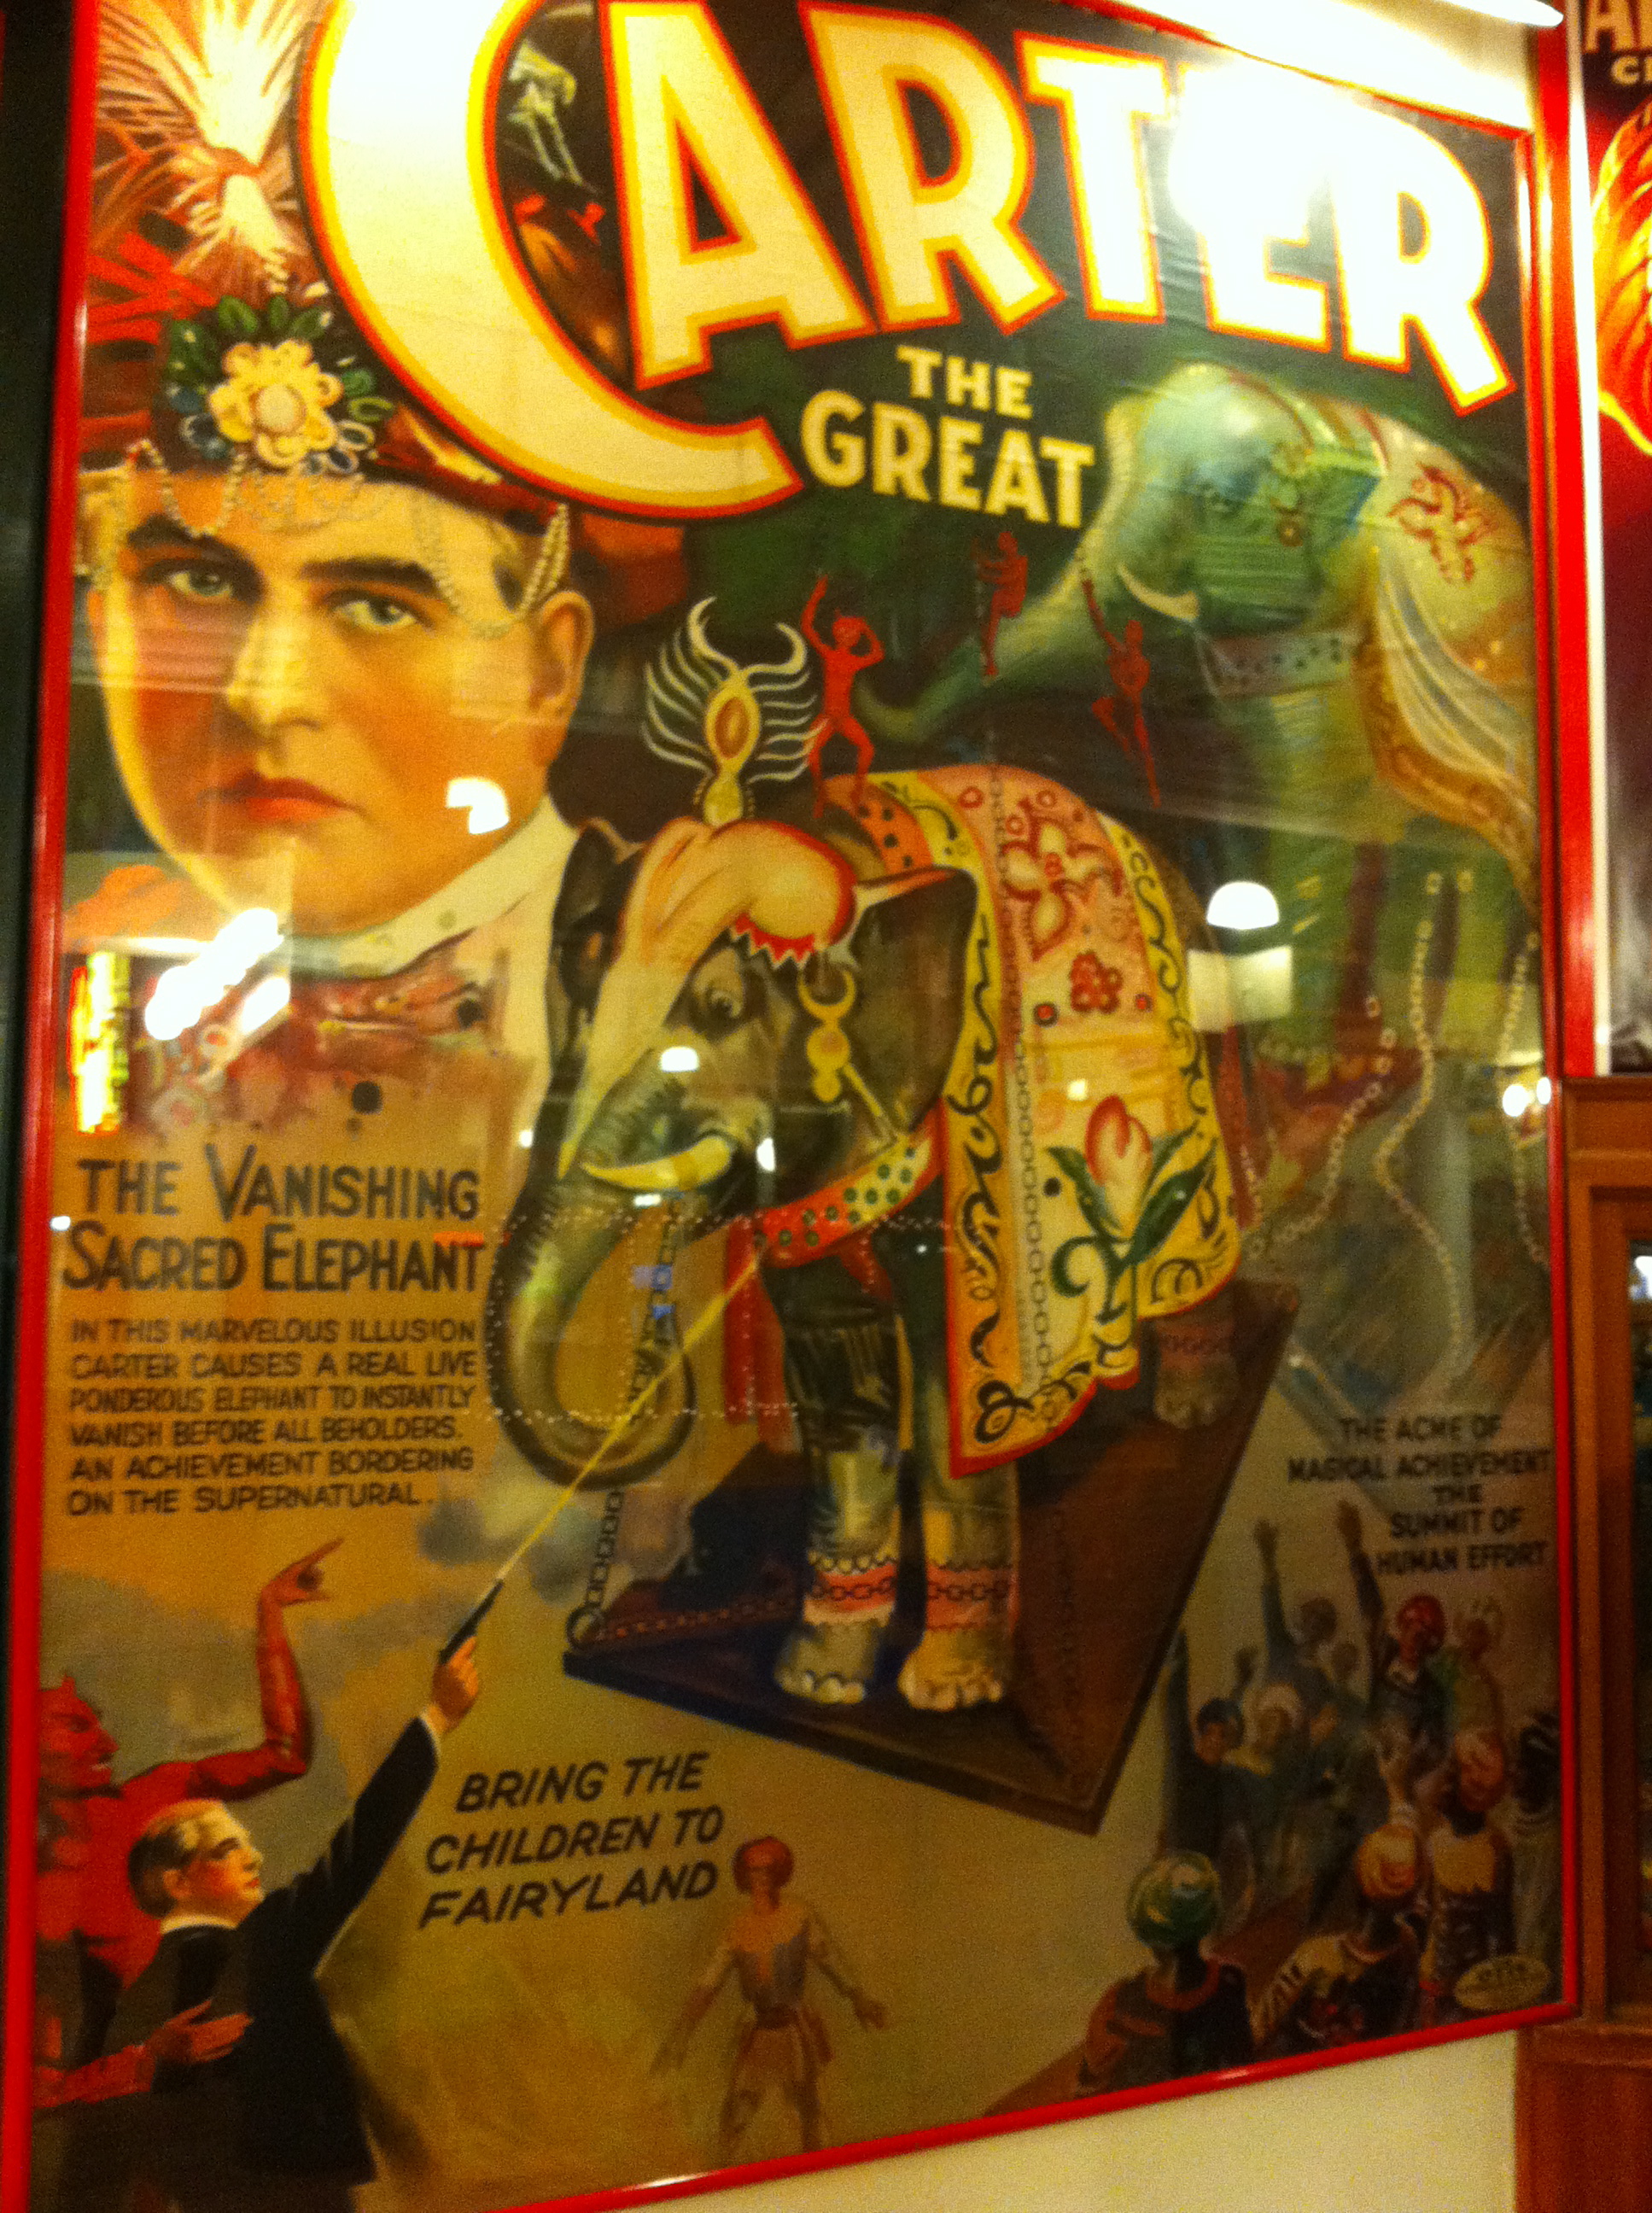 CARTER
THE
GREAT
THE VANISHING
SACRED ELEPHANT
IN THIS MARVELOUS ILLUSION
CARTER CAUSES A REAL LIVE
PONDEROUS ELEPHANT TO INSTANTLY
VANISH BEFORE ALL BEHOLDERS.
AN ACHIEVEMENT BORDERING
ON THE SUPERNATURAL.
THE ACME OF
MAGICAL ACHIEVEMENT
THE
SUMMIT OF
HUMAN EFFORT
BRING THE
CHILDREN TO
FAIRYLAND